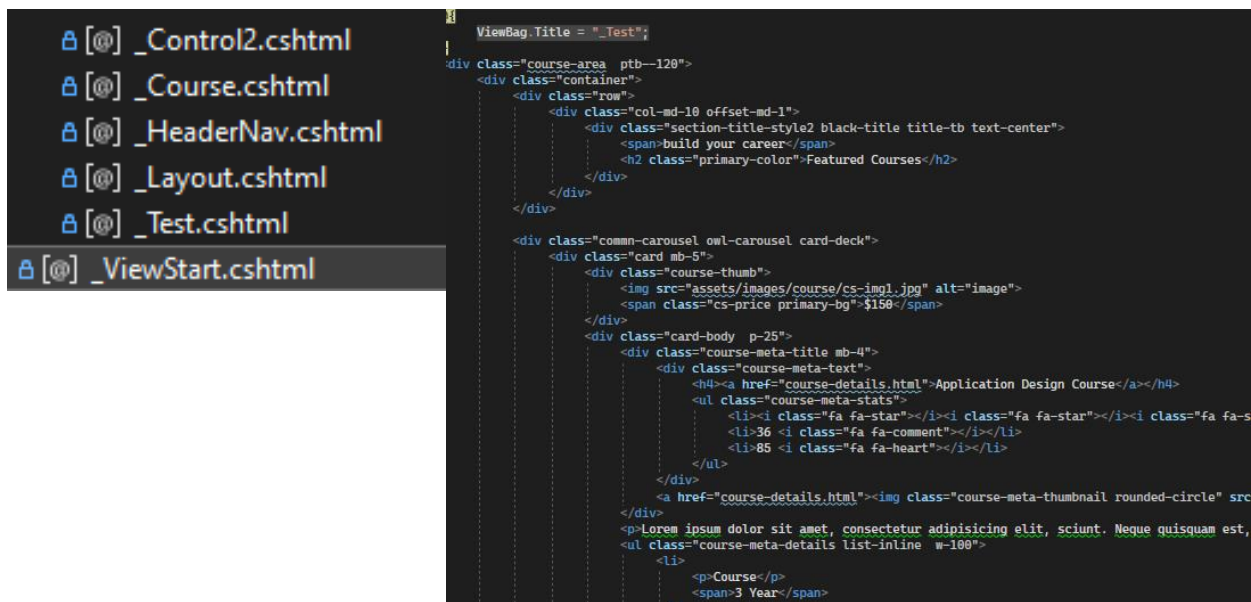 [@] _Control2.cshtml
[@] _Course.cshtml
[@] _HeaderNav.cshtml
[@] _Layout.cshtml
[@] _Test.cshtml
[@] _ViewStart.cshtml
@{
ViewBag.Title = "_Test";
}
<div class="course-area  ptb--120">
<div class="container">
<div class="row">
<div class="col-md-10 offset-md-1">
<div class="section-title-style2 black-title title-tb text-center">
<span>build your career</span>
<h2 class="primary-color">Featured Courses</h2>
</div>
</div>
</div>
<div class="commn-carousel owl-carousel card-deck">
<div class="card mb-5">
<div class="course-thumb">
<img src="assets/images/course/cs-img1.jpg" alt="image">
<span class="cs-price primary-bg">$150</span>
</div>
<div class="card-body  p-25">
<div class="course-meta-title mb-4">
<div class="course-meta-text">
<h4><a href="course-details.html">Application Design Course</a></h4>
<ul class="course-meta-stats">
<li><i class="fa fa-star"></i><i class="fa fa-star"></i><i class="fa fa-s
<li>36 <i class="fa fa-comment"></i></li>
<li>85 <i class="fa fa-heart"></i></li>
</ul>
</div>
<a href="course-details.html"><img class="course-meta-thumbnail rounded-circle" src
</div>
<p>Lorem ipsum dolor sit amet, consectetur adipisicing elit, sciunt. Neque quisquam est,
<ul class="course-meta-details list-inline  w-100">
<li>
<p>Course</p>
<span>3 Year</span>